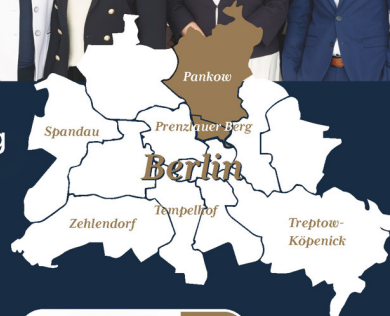 Pankow
Prenzlauer Berg
Spandau
Berlin
Tempelhof
Zehlendorf
Treptow-
Köpenick